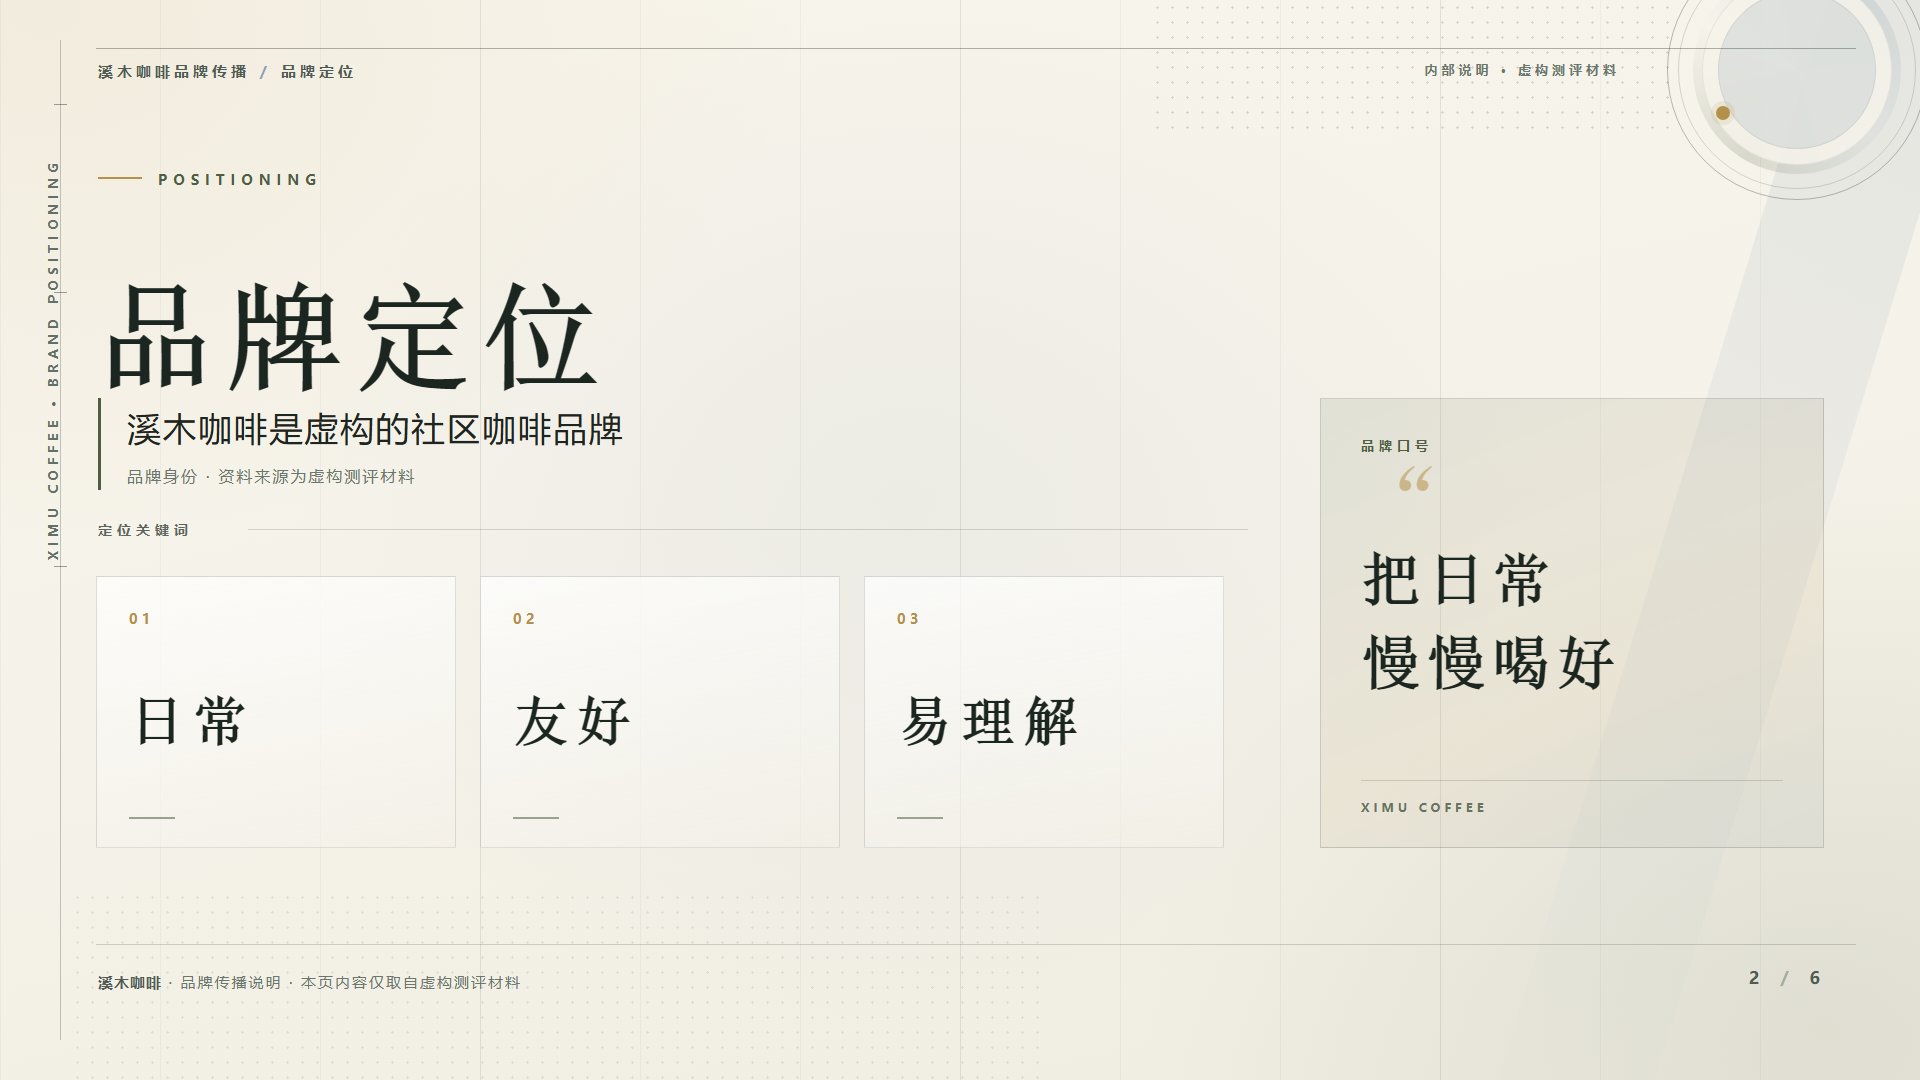 溪木咖啡品牌传播 / 品牌定位
内部说明 • 虚构测评材料
XIMU COFFEE • BRAND POSITIONING
POSITIONING
品牌定位
溪木咖啡是虚构的社区咖啡品牌
品牌身份 · 资料来源为虚构测评材料
定位关键词
01
日常
02
友好
03
易理解
品牌口号
“
把日常
慢慢喝好
XIMU COFFEE
溪木咖啡 · 品牌传播说明 · 本页内容仅取自虚构测评材料
2 / 6